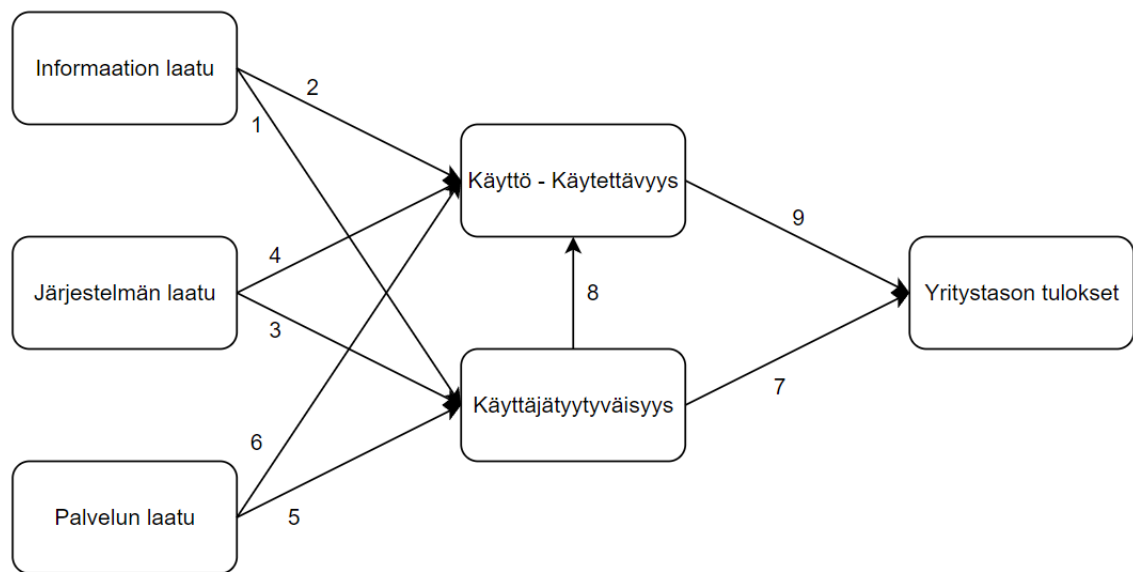 Informaation laatu
2
1
Käyttö - Käytettävyys
9
4
Järjestelmän laatu
8
Yritystason tulokset
3
7
Käyttäjätyytyväisyys
6
5
Palvelun laatu